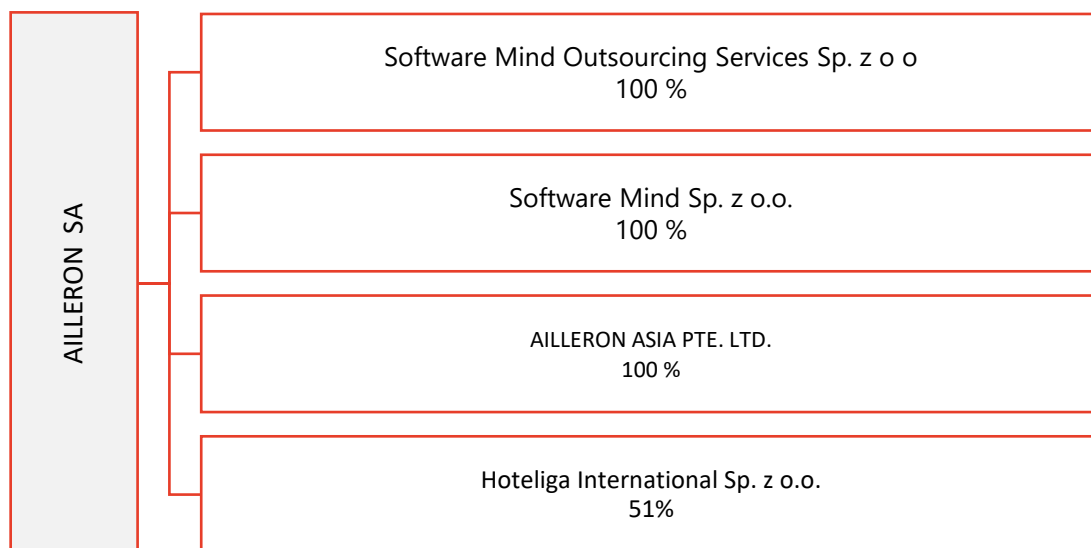 AILLERON SA
Software Mind Outsourcing Services Sp. z o o
100 %
Software Mind Sp. z o.o.
100 %
AILLERON ASIA PTE. LTD.
100 %
Hoteliga International Sp. z o.o.
51%